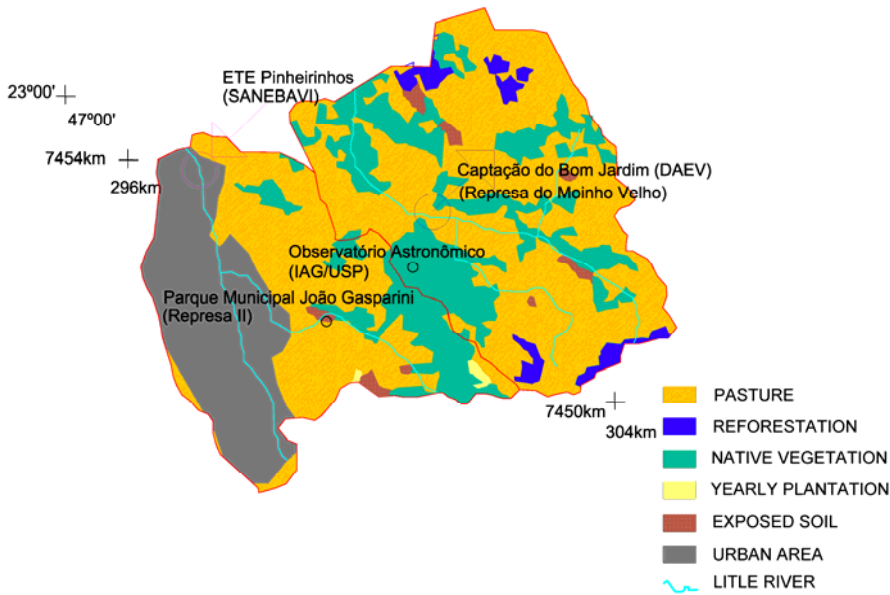 ETE Pinheirinhos
(SANEBAVI)
23º00'
47º00'
7454km
296km
Captação do Bom Jardim (DAEV)
(Represa do Moinho Velho)
Observatório Astronômico
(IAG/USP)
Parque Municipal João Gasparini
(Represa II)
7450km
304km
PASTURE
REFORESTATION
NATIVE VEGETATION
YEARLY PLANTATION
EXPOSED SOIL
URBAN AREA
LITLE RIVER